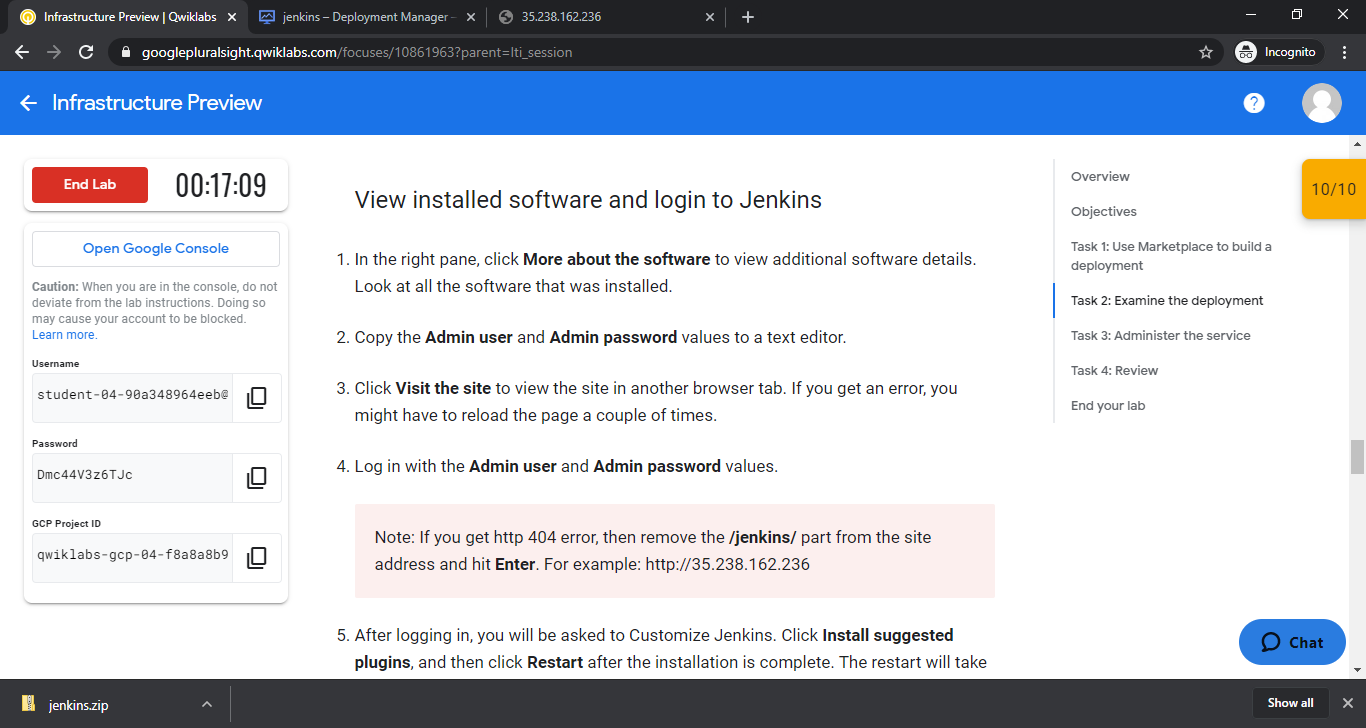 Infrastructure Preview | Qwiklabs
jenkins – Deployment Manager –
35.238.162.236
googlepluralsight.qwiklabs.com/focuses/10861963?parent=lti_session
Incognito
Infrastructure Preview
End Lab
00:17:09
Open Google Console
Caution: When you are in the console, do not
deviate from the lab instructions. Doing so
may cause your account to be blocked.
Learn more.
Username
student-04-90a348964eeb@
Password
Dmc44V3z6TJc
GCP Project ID
qwiklabs-gcp-04-f8a8a8b9
View installed software and login to Jenkins
1. In the right pane, click More about the software to view additional software details.
Look at all the software that was installed.
2. Copy the Admin user and Admin password values to a text editor.
3. Click Visit the site to view the site in another browser tab. If you get an error, you
might have to reload the page a couple of times.
4. Log in with the Admin user and Admin password values.
Note: If you get http 404 error, then remove the /jenkins/ part from the site
address and hit Enter. For example: http://35.238.162.236
5. After logging in, you will be asked to Customize Jenkins. Click Install suggested
plugins, and then click Restart after the installation is complete. The restart will take
Overview
Objectives
Task 1: Use Marketplace to build a
deployment
Task 2: Examine the deployment
Task 3: Administer the service
Task 4: Review
End your lab
10/10
Chat
jenkins.zip
Show all